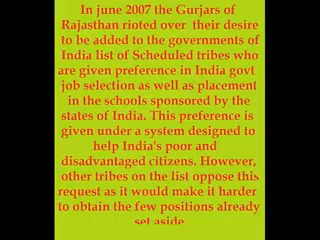 In june 2007 the Gurjars of
Rajasthan rioted over their desire
to be added to the governments of
India list of Scheduled tribes who
are given preference in India govt
job selection as well as placement
in the schools sponsored by the
states of India. This preference is
given under a system designed to
help India's poor and
disadvantaged citizens. However,
other tribes on the list oppose this
request as it would make it harder
to obtain the few positions already
set aside